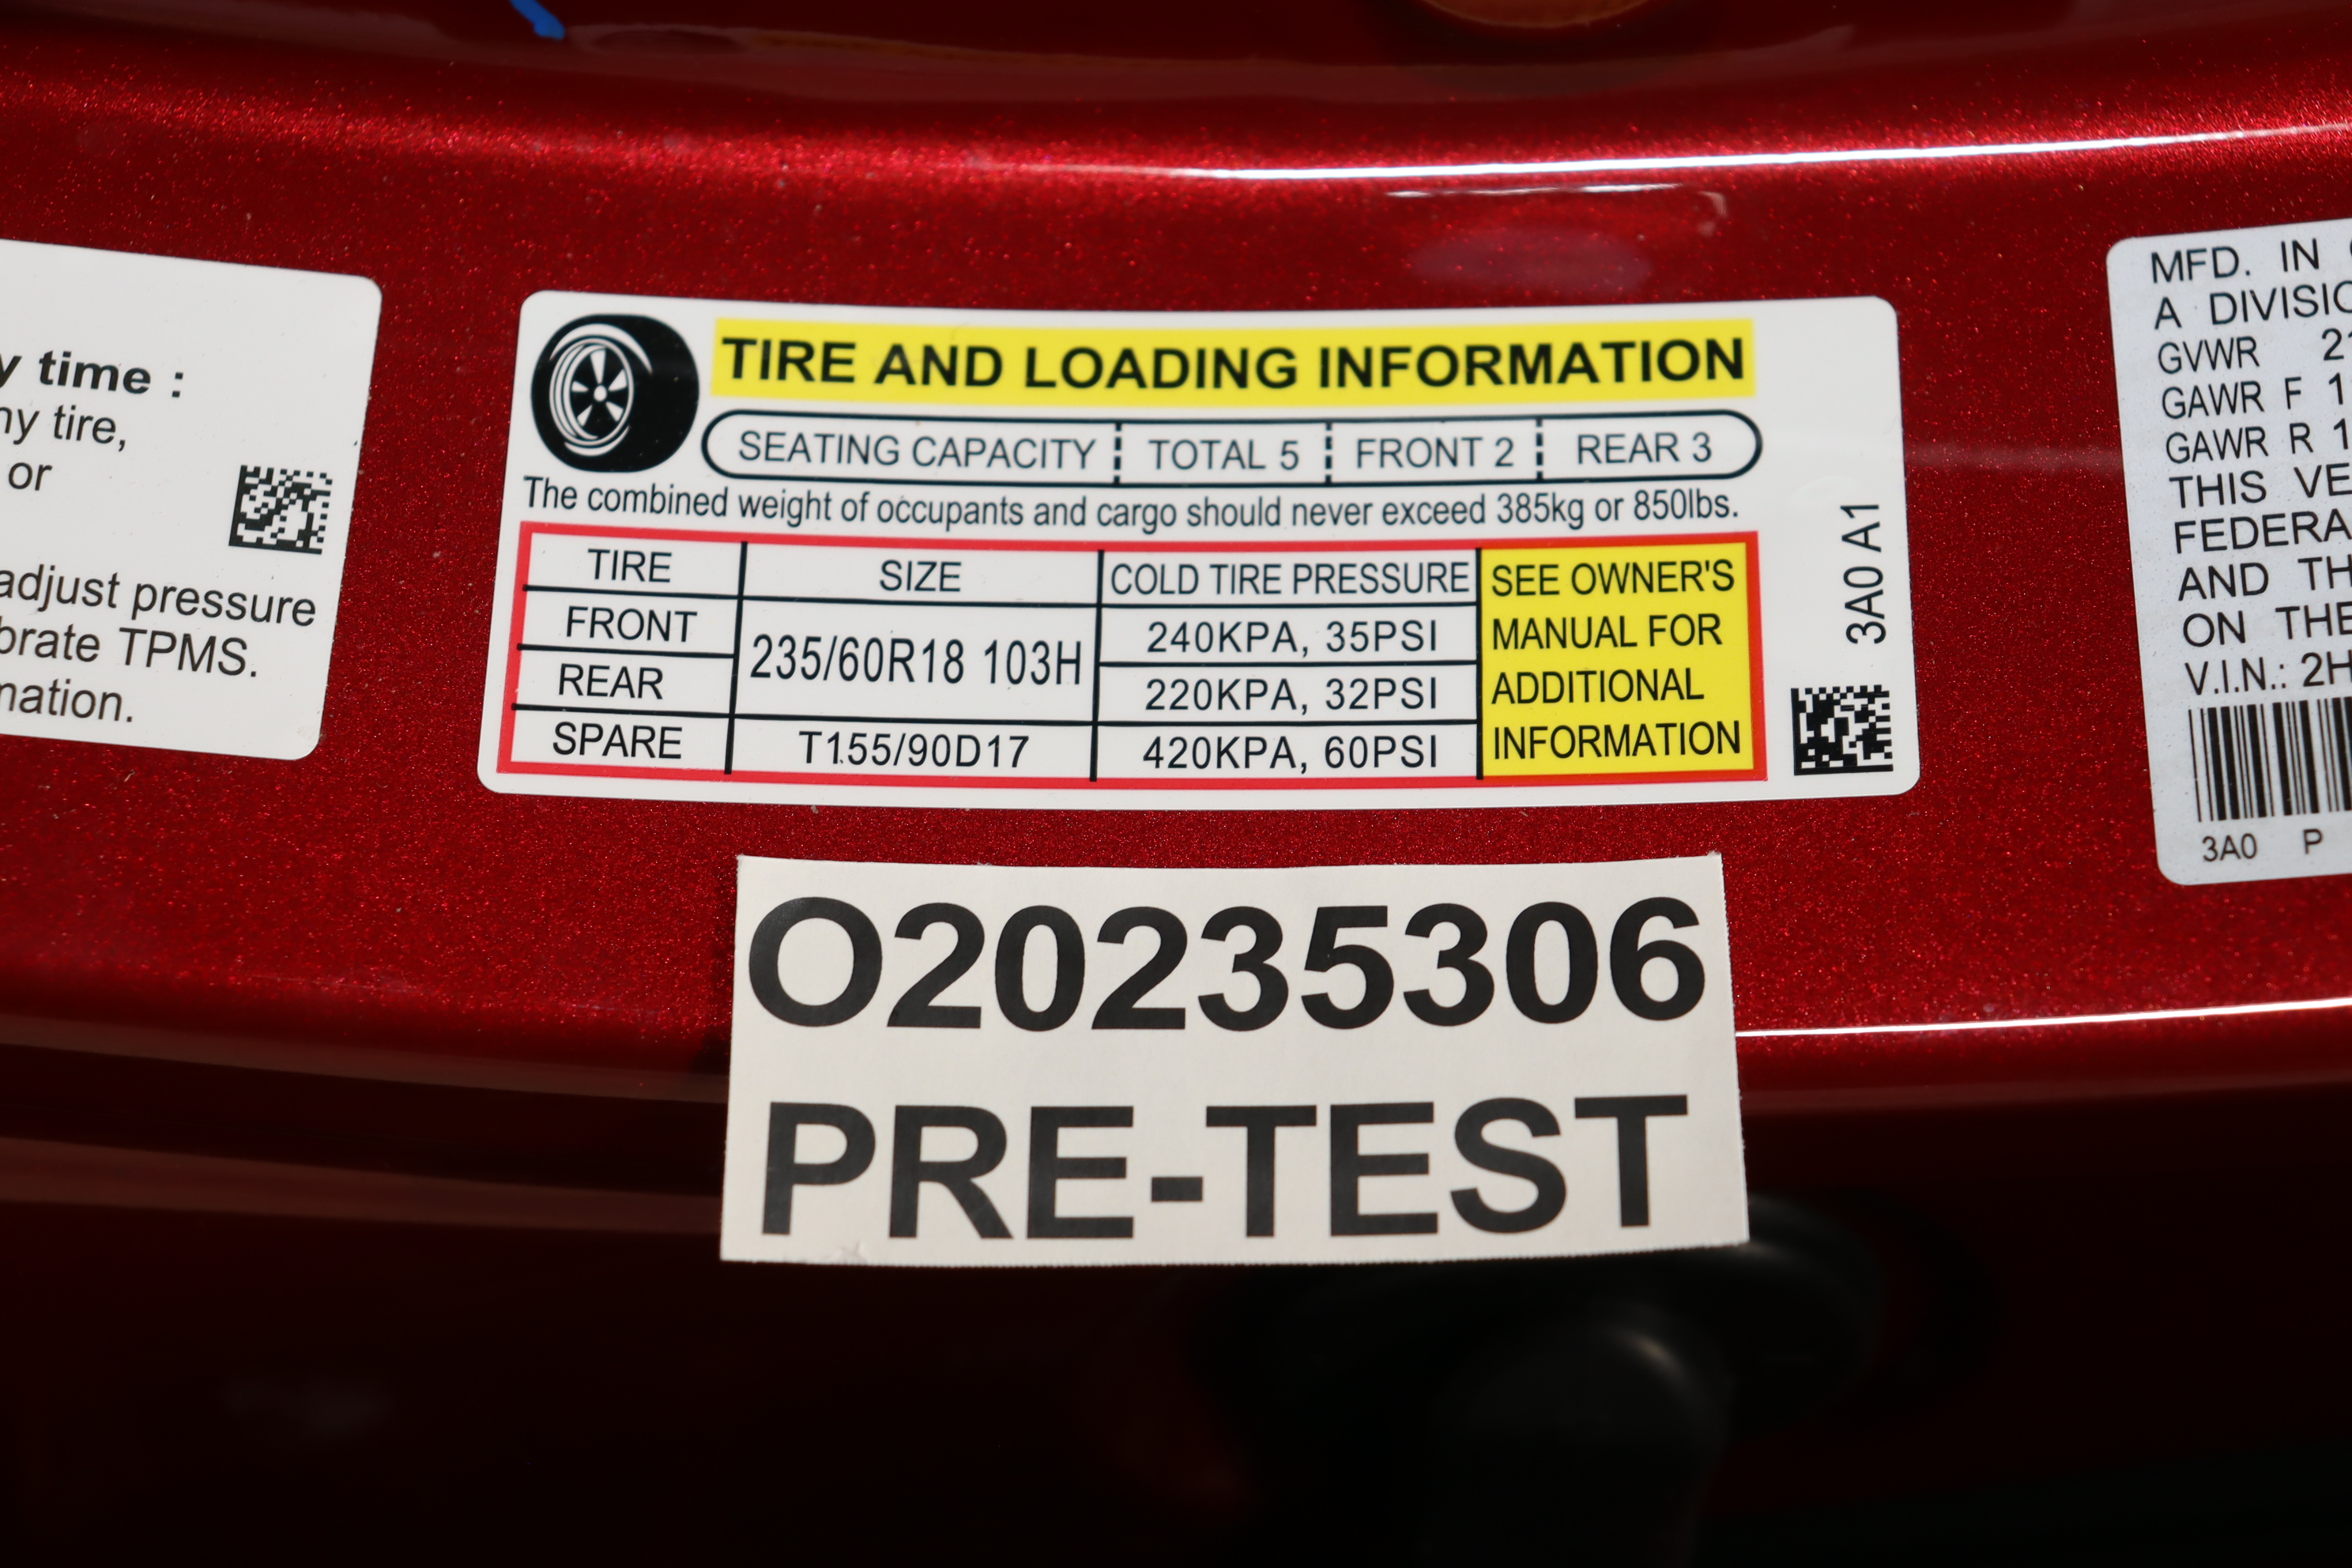 y time :
ny tire,
or
adjust pressure
brate TPMS.
mation.
TIRE AND LOADING INFORMATION
SEATING CAPACITY TOTAL 5 FRONT 2 REAR 3
The combined weight of occupants and cargo should never exceed 385kg or 850lbs.
TIRE SIZE COLD TIRE PRESSURE SEE OWNER'S
FRONT 235/60R18 103H 240KPA, 35PSI MANUAL FOR
REAR 220KPA, 32PSI ADDITIONAL
SPARE T155/90D17 420KPA, 60PSI INFORMATION
3A0 A1
MFD. IN
A DIVISIO
GVWR 21
GAWR F 1
GAWR R 1
THIS VE
FEDERA
AND TH
ON THE
V.I.N.: 2H
3A0 P
O20235306
PRE-TEST